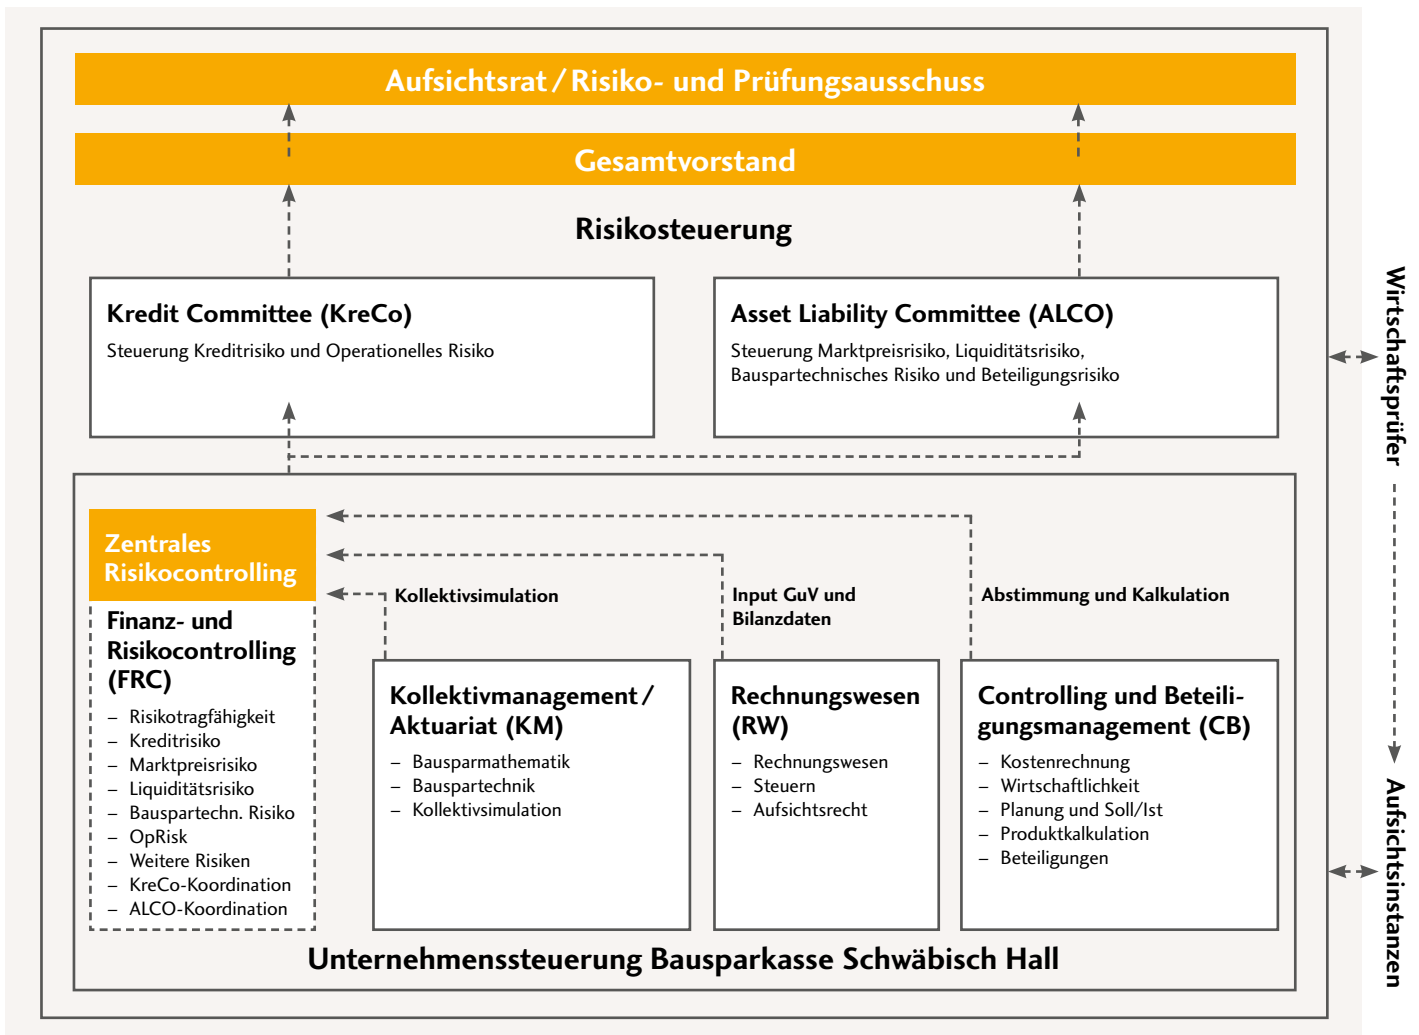 Aufsichtsrat / Risiko- und Prüfungsausschuss
Gesamtvorstand
Risikosteuerung
Kredit Committee (KreCo)
Steuerung Kreditrisiko und Operationelles Risiko
Asset Liability Committee (ALCO)
Steuerung Marktpreisrisiko, Liquiditätsrisiko,
Bauspartechnisches Risiko und Beteiligungsrisiko
Zentrales
Risikocontrolling
Finanz- und
Risikocontrolling
(FRC)
– Risikotragfähigkeit
– Kreditrisiko
– Marktpreisrisiko
– Liquiditätsrisiko
– Bauspartechn. Risiko
– OpRisk
– Weitere Risiken
– KreCo-Koordination
– ALCO-Koordination
Kollektivsimulation
Kollektivmanagement /
Aktuariat (KM)
– Bausparmathematik
– Bauspartechnik
– Kollektivsimulation
Input GuV und
Bilanzdaten
Rechnungswesen
(RW)
– Rechnungswesen
– Steuern
– Aufsichtsrecht
Abstimmung und Kalkulation
Controlling und Beteili-
gungsmanagement (CB)
– Kostenrechnung
– Wirtschaftlichkeit
– Planung und Soll/Ist
– Produktkalkulation
– Beteiligungen
Unternehmenssteuerung Bausparkasse Schwäbisch Hall
Wirtschaftsprüfer
Aufsichtsinstanzen